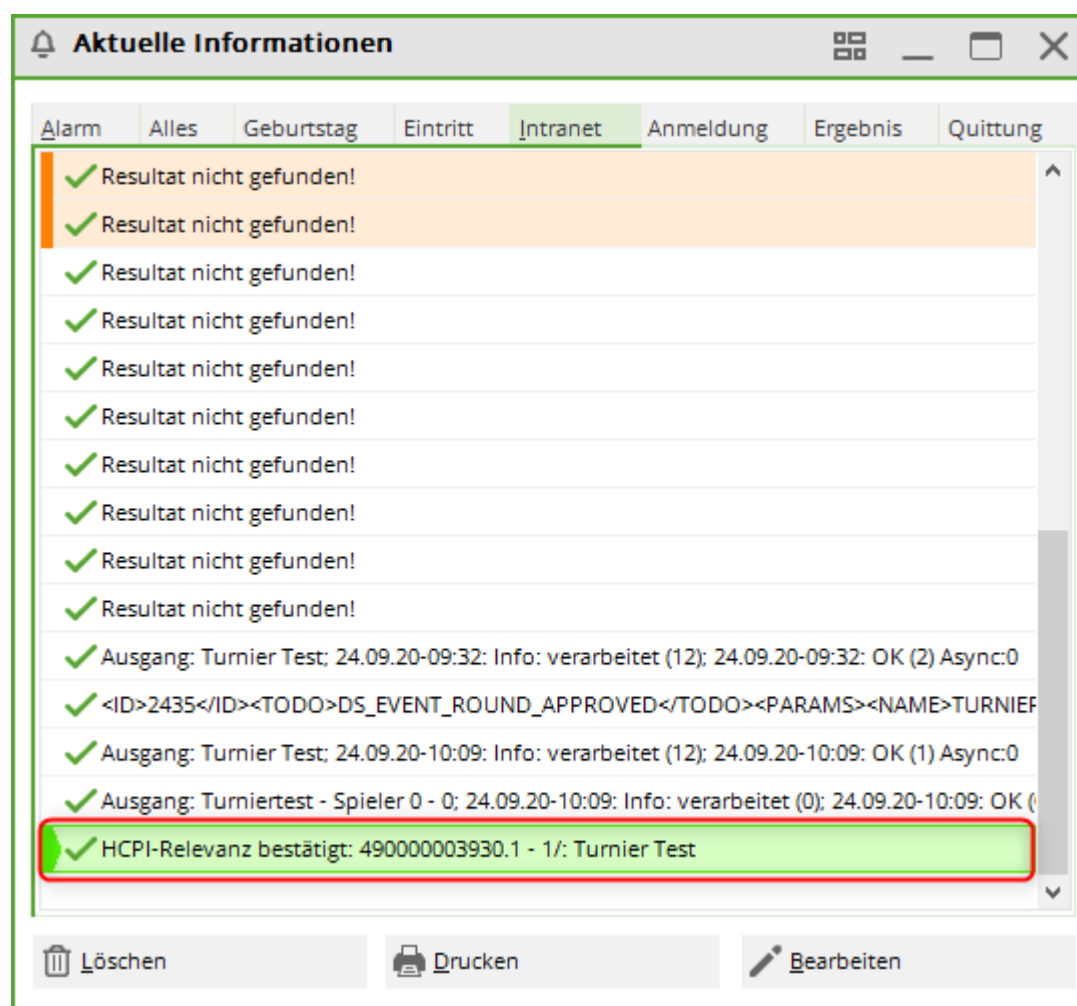 Aktuelle Informationen
Alarm Alles Geburtstag Eintritt Intranet Anmeldung Ergebnis Quittung
Resultat nicht gefunden!
Resultat nicht gefunden!
Resultat nicht gefunden!
Resultat nicht gefunden!
Resultat nicht gefunden!
Resultat nicht gefunden!
Resultat nicht gefunden!
Resultat nicht gefunden!
Resultat nicht gefunden!
Resultat nicht gefunden!
Ausgang: Turnier Test; 24.09.20-09:32: Info: verarbeitet (12); 24.09.20-09:32: OK (2) Async:0
<ID>2435</ID><TODO>DS_EVENT_ROUND_APPROVED</TODO><PARAMS><NAME>TURNIER
Ausgang: Turnier Test; 24.09.20-10:09: Info: verarbeitet (12); 24.09.20-10:09: OK (1) Async:0
Ausgang: Turniertest - Spieler 0 - 0; 24.09.20-10:09: Info: verarbeitet (0); 24.09.20-10:09: OK (
HCPI-Relevanz bestätigt: 490000003930.1 - 1/: Turnier Test
Löschen Drucken Bearbeiten